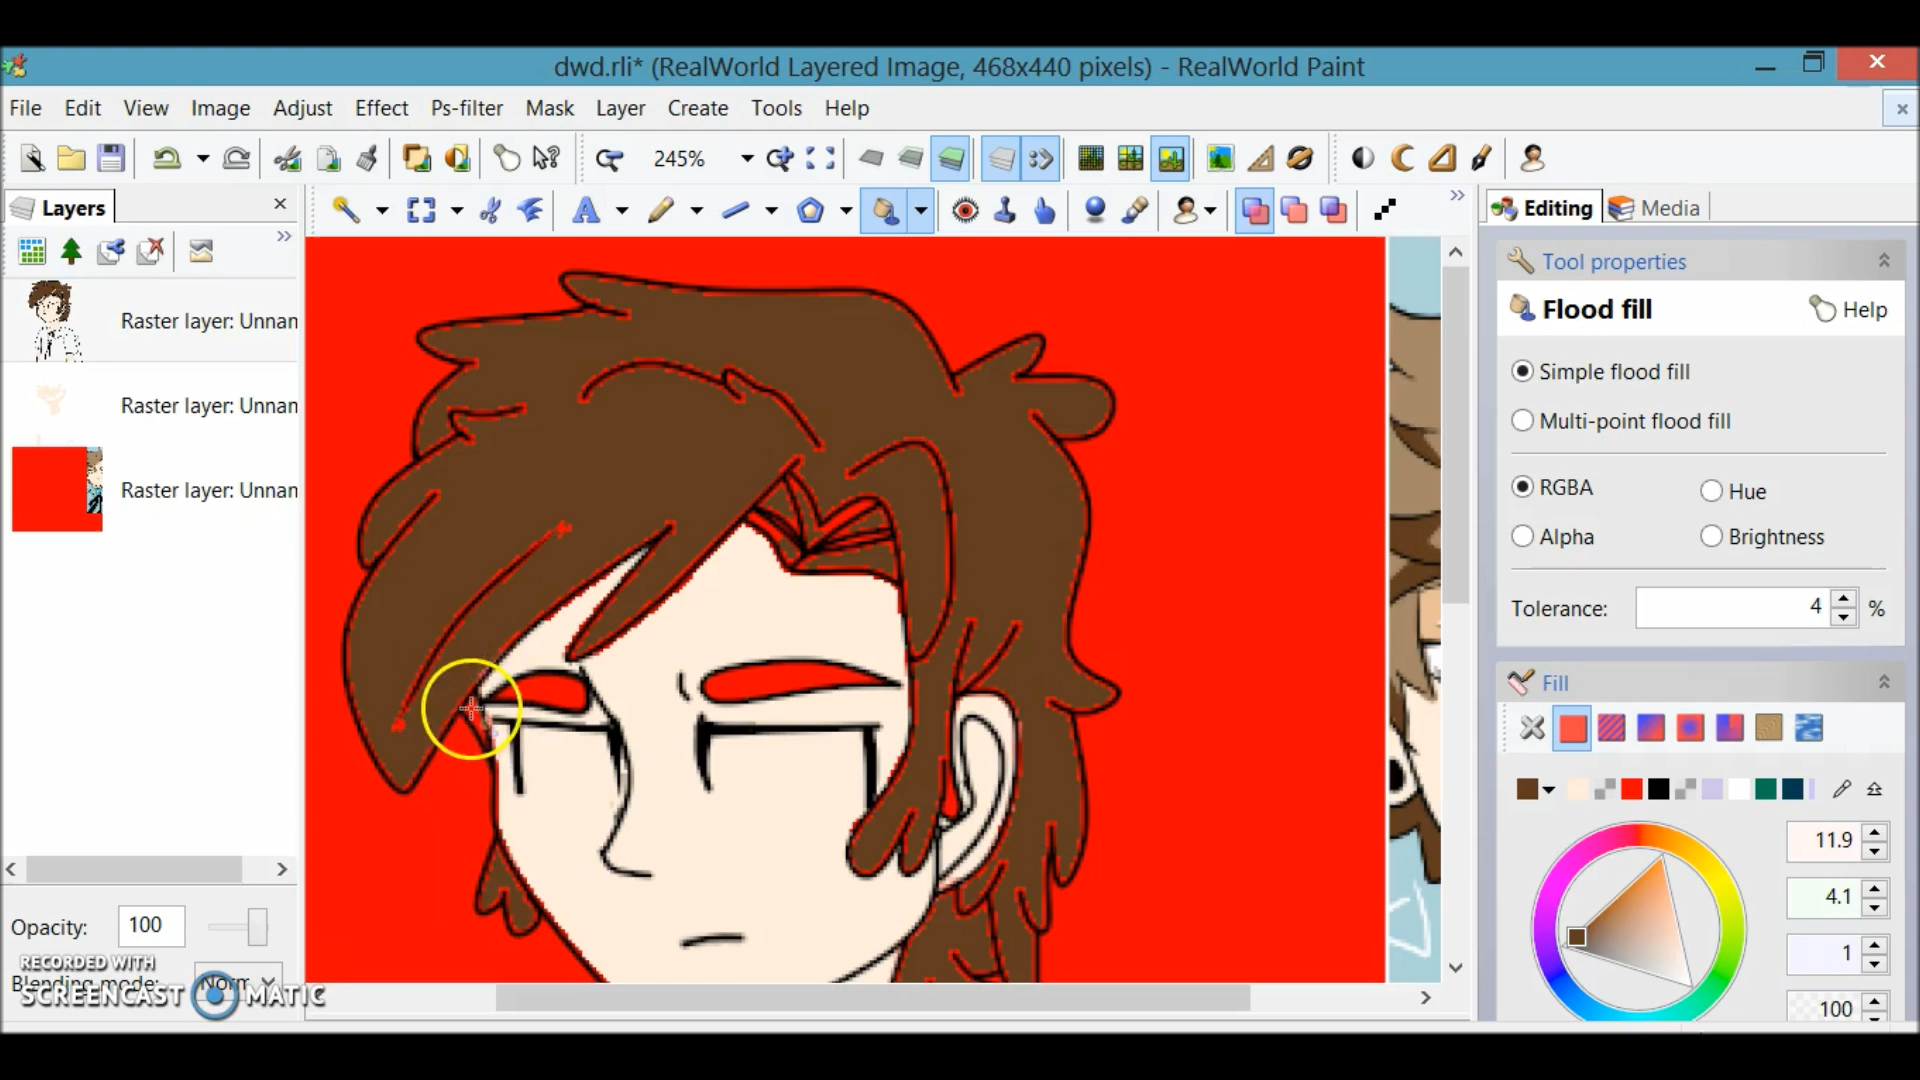 dwd.rli* (RealWorld Layered Image, 468x440 pixels) - RealWorld Paint
File Edit View Image Adjust Effect Ps-filter Mask Layer Create Tools Help
245%
Layers
Editing Media
Tool properties
Flood fill Help
Raster layer: Unnan
Simple flood fill
Raster layer: Unnan
Multi-point flood fill
Raster layer: Unnan
RGBA Hue
Alpha Brightness
Tolerance: 4 %
Fill
11.9
4.1
1
100
Opacity: 100
RECORDED WITH
Blending mode: Norm
SCREENCAST MATIC